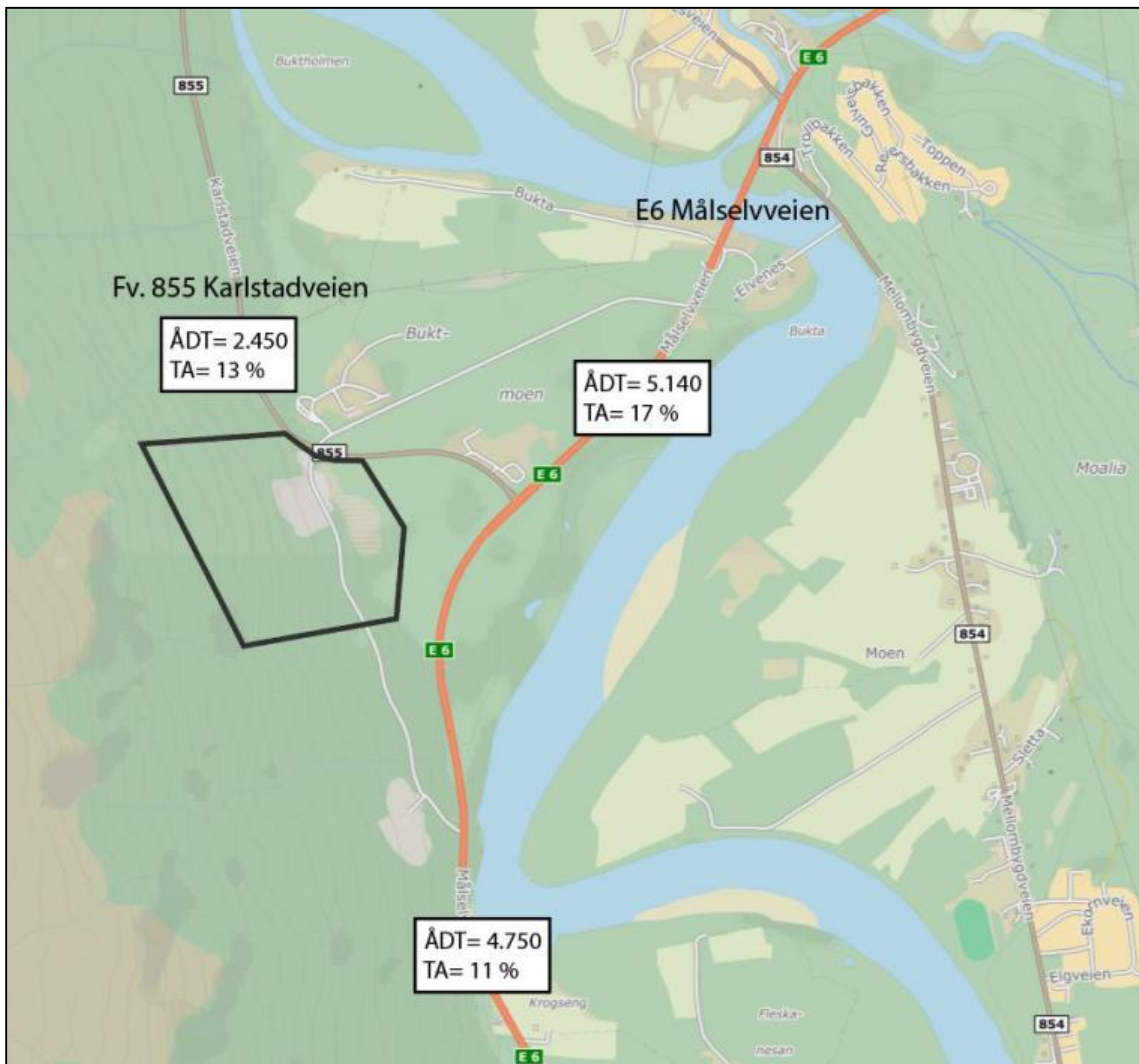 Buktholmen
855
Karlstadveien
Fv. 855 Karlstadveien
ÅDT= 2.450
TA= 13 %
E 6
854
Bukta
E6 Målselvveien
Elvenes
Målselvveien
Bukta
Bukt-
moen
ÅDT= 5.140
TA= 17 %
855
E 6
E 6
Toppen
Mellombygdveien
Moalia
854
Moen
Sletta
Mellombygdveien
Ekornveien
Elgveien
854
ÅDT= 4.750
TA= 11 %
Krogseng
E 6
Fleska-
nesan